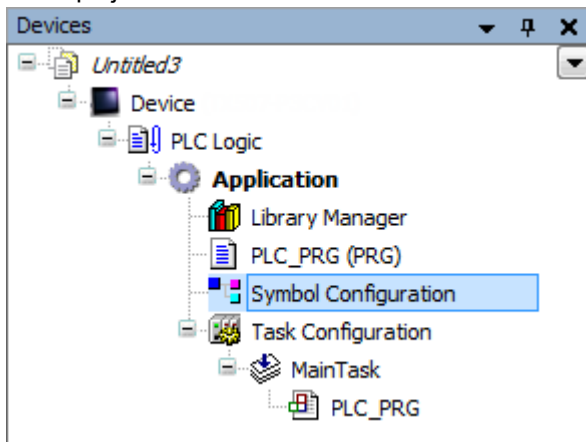 Devices
Untitled3
Device
PLC Logic
Application
Library Manager
PLC_PRG (PRG)
Symbol Configuration
Task Configuration
MainTask
PLC_PRG